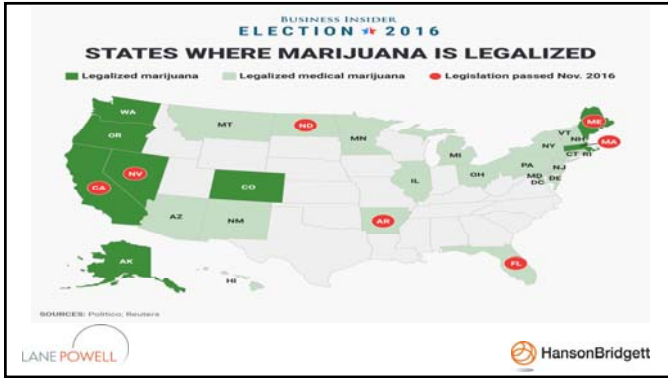 BUSINESS INSIDER
ELECTION 2016
STATES WHERE MARIJUANA IS LEGALIZED
Legalized marijuana Legalized medical marijuana Legislation passed Nov. 2016
WA
OR
MT
ND
MN
ME
VT
NH
MA
NY
CT RI
MI
PA
NJ
NV
CA
CO
IL
OH
MD
DE
DC
AZ
NM
AR
AK
HI
FL
SOURCES: Politico; Reuters
LANE POWELL
HansonBridgett